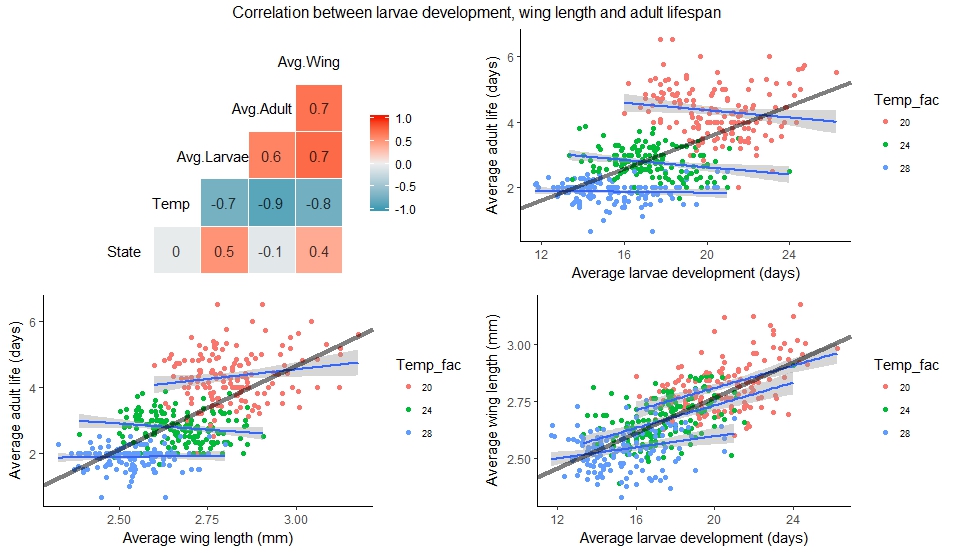 Correlation between larvae development, wing length and adult lifespan
Avg.Wing
Avg.Adult 0.7
Avg.Larvae 0.6 0.7
Temp -0.7 -0.9 -0.8
State 0 0.5 -0.1 0.4
1.0
0.5
0.0
-0.5
-1.0
Average adult life (days)
6
4
2
12 16 20 24
Average larvae development (days)
Temp_fac
20
24
28
Average adult life (days)
6
4
2
2.50 2.75 3.00
Average wing length (mm)
Temp_fac
20
24
28
Average wing length (mm)
3.00
2.75
2.50
12 16 20 24
Average larvae development (days)
Temp_fac
20
24
28